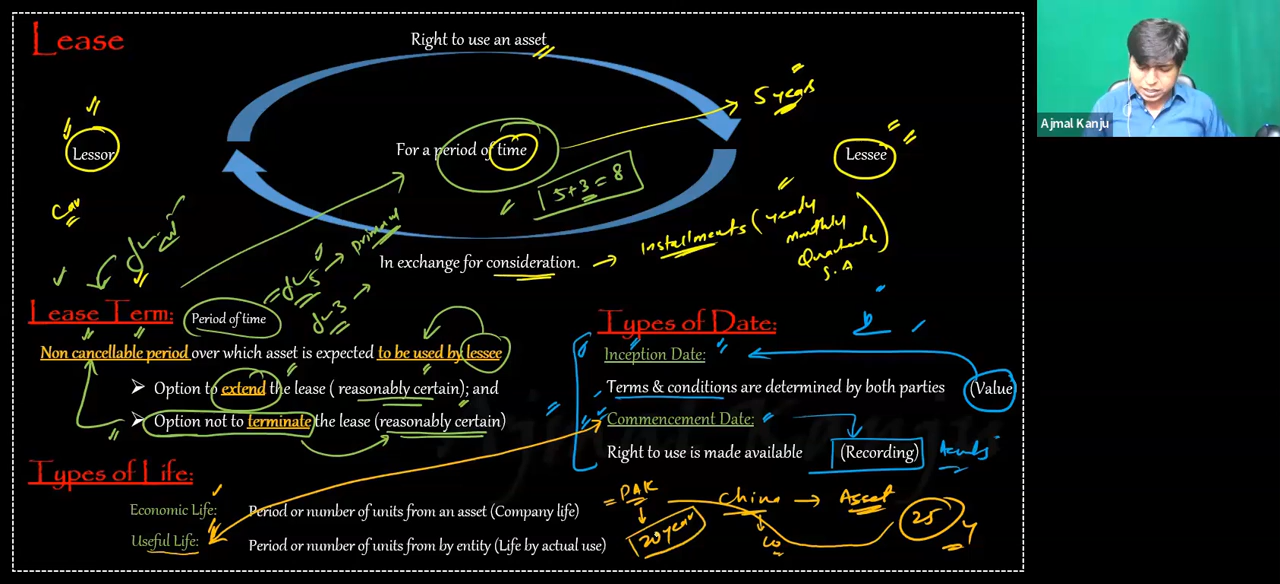 Lease
Right to use an asset
Ajmal Kanju
5 years
Lessor
For a period of time
Lessee
5+3=8
Car
yearly
Installments (
monthly
S.A
primary
In exchange for consideration.
Lease Term:
Period of time
Non cancellable period over which asset is expected to be used by lessee
➤ Option to extend the lease ( reasonably certain); and
➤ Option not to terminate the lease (reasonably certain)
Types of Date:
Inception Date:
Terms & conditions are determined by both parties (Value
Commencement Date:
Right to use is made available (Recording)
Types of Life:
Economic Life: Period or number of units from an asset (Company life)
Useful Life: Period or number of units from by entity (Life by actual use)
= PAK China → Asset 25 y
20 year 10
Ajmal Kanju